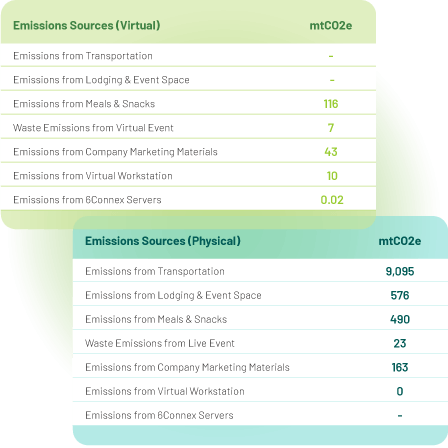 Emissions Sources (Virtual) mtCO2e
Emissions from Transportation -
Emissions from Lodging & Event Space -
Emissions from Meals & Snacks 116
Waste Emissions from Virtual Event 7
Emissions from Company Marketing Materials 43
Emissions from Virtual Workstation 10
Emissions from 6Connex Servers 0.02
Emissions Sources (Physical) mtCO2e
Emissions from Transportation 9,095
Emissions from Lodging & Event Space 576
Emissions from Meals & Snacks 490
Waste Emissions from Live Event 23
Emissions from Company Marketing Materials 163
Emissions from Virtual Workstation 0
Emissions from 6Connex Servers -